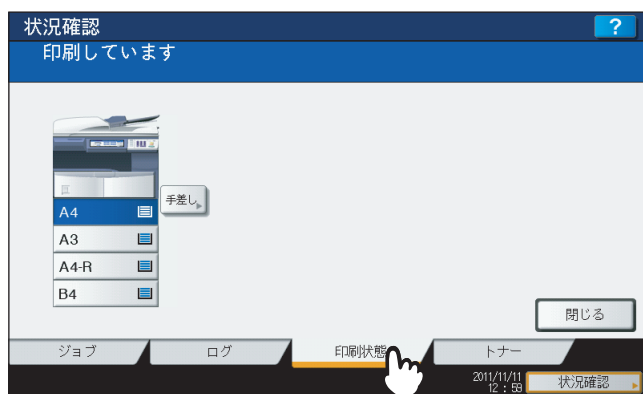 状況確認
?
印刷しています
手差し
A4
A3
A4-R
B4
閉じる
ジョブ
ログ
印刷状態
トナー
2011/11/11
12:59
状況確認